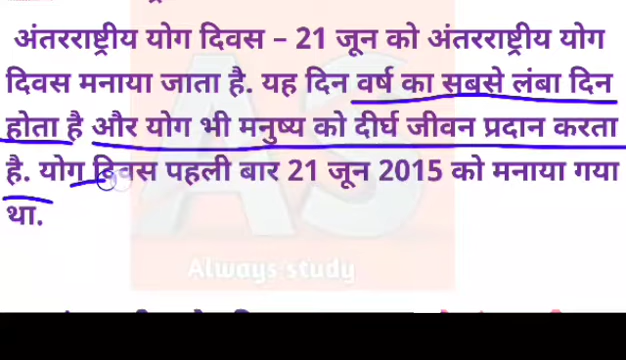 अंतरराष्ट्रीय योग दिवस – 21 जून को अंतरराष्ट्रीय योग
दिवस मनाया जाता है. यह दिन वर्ष का सबसे लंबा दिन
होता है और योग भी मनुष्य को दीर्घ जीवन प्रदान करता
है. योग दिवस पहली बार 21 जून 2015 को मनाया गया
था.
AS
Always study